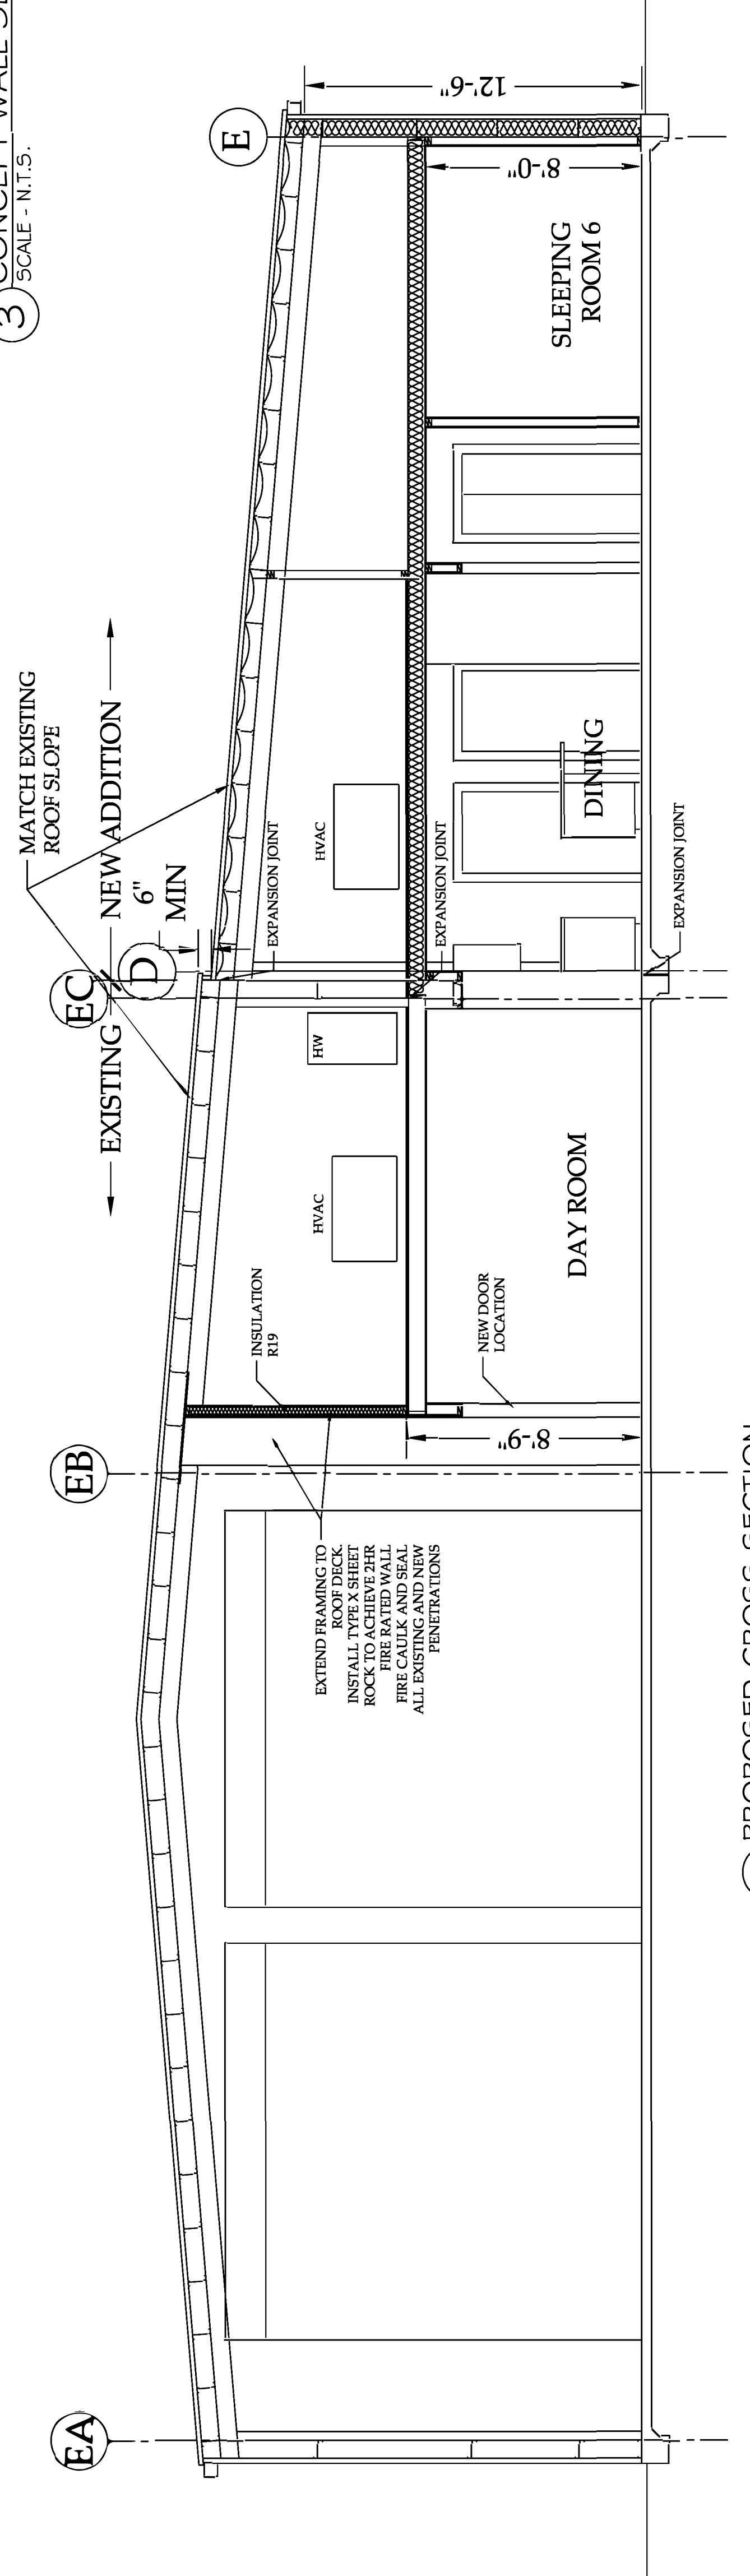 3
CONCEPT WALL
SCALE - N.T.S.
MATCH EXISTING
ROOF SLOPE
EXISTING
NEW ADDITION
6"
MIN
EA
EB
EC
D
E
EXPANSION JOINT
HVAC
HW
HVAC
INSULATION
R19
12'-6"
8'-0"
EXPANSION JOINT
NEW DOOR
LOCATION
8'-9"
EXTEND FRAMING TO
ROOF DECK.
INSTALL TYPE X SHEET
ROCK TO ACHIEVE 2HR
FIRE RATED WALL
FIRE CAULK AND SEAL
ALL EXISTING AND NEW
PENETRATIONS
DAY ROOM
DINING
SLEEPING
ROOM 6
EXPANSION JOINT
PROPOSED CROSS SECTION